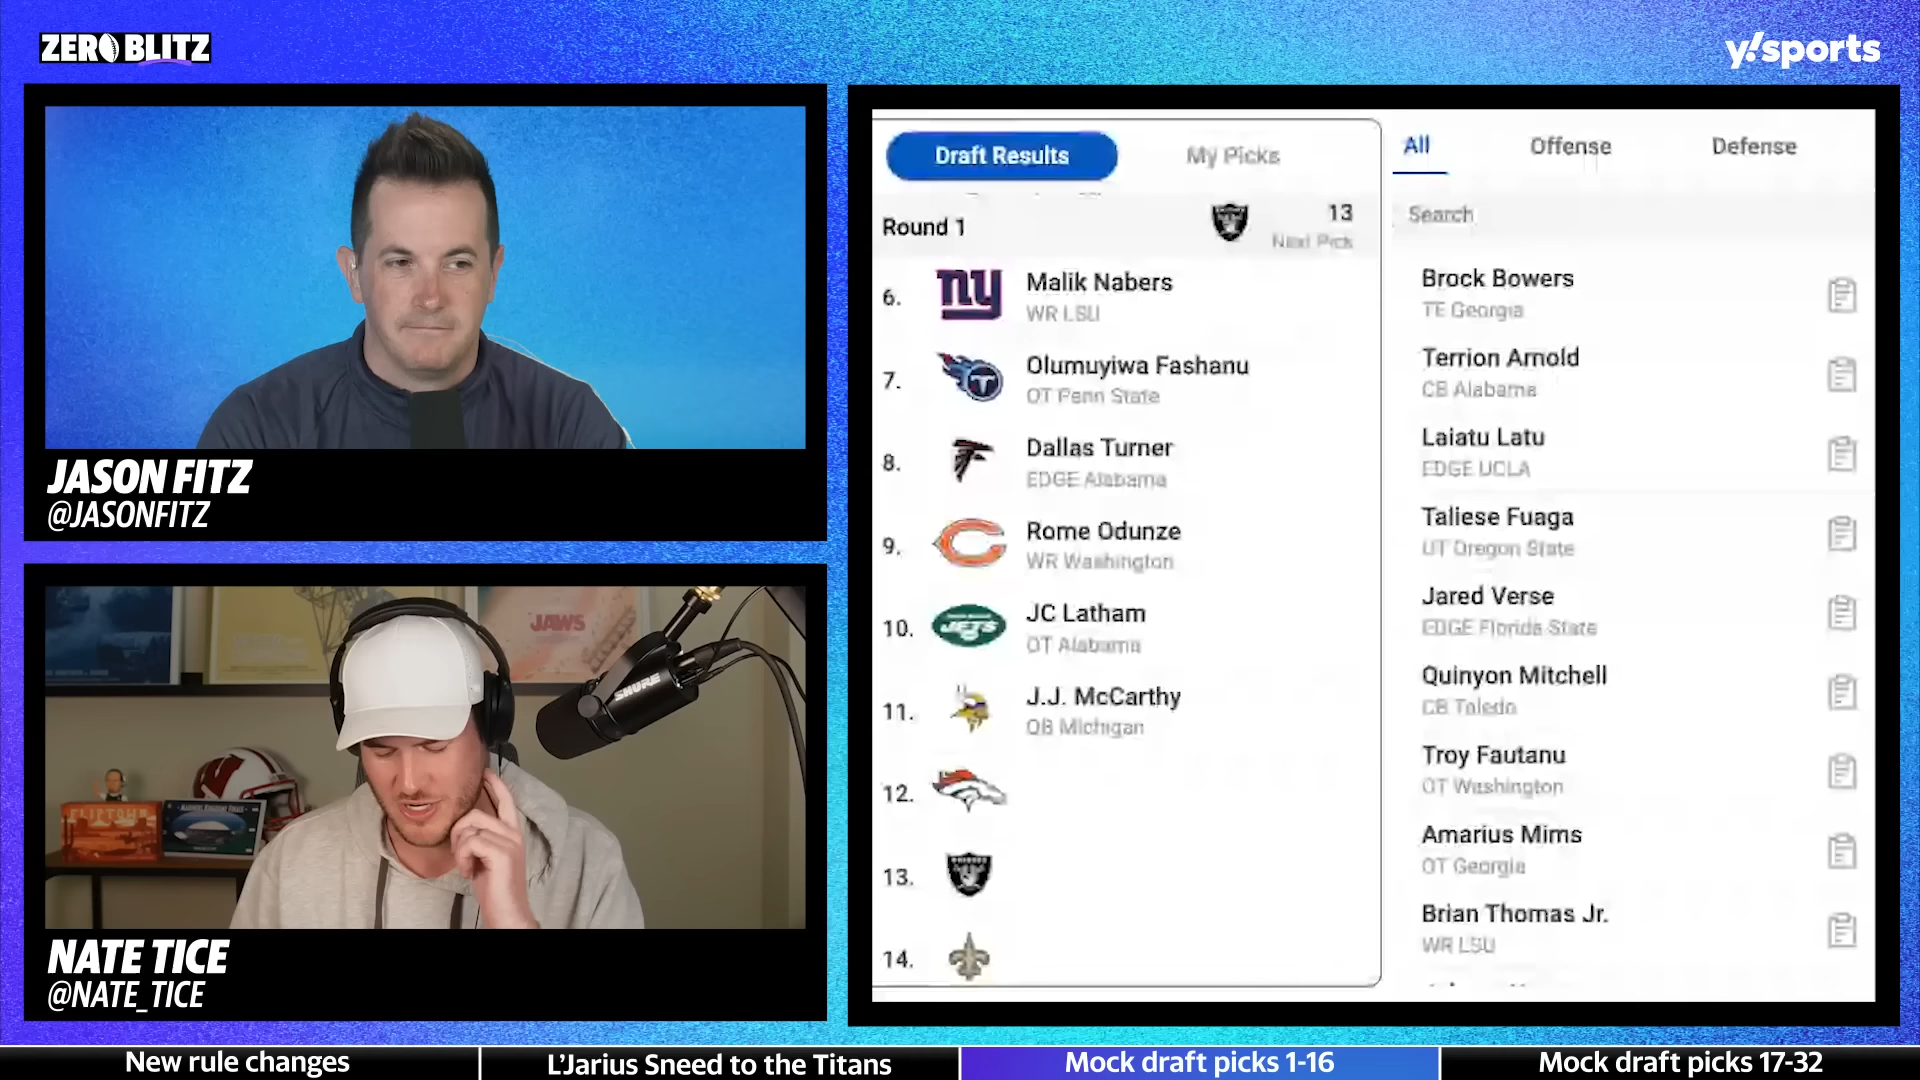 ZERO BLITZ
y!sports
JASON FITZ
@JASONFITZ
JAWS
SHURE
NATE TICE
@NATE_TICE
Draft Results
My Picks
Round 1
13
Next Pick
6.
ny
Malik Nabers
WR LSU
7.
T
Olumuyiwa Fashanu
OT Penn State
8.
Dallas Turner
EDGE Alabama
9.
Rome Odunze
WR Washington
10.
JETS
JC Latham
OT Alabama
11.
J.J. McCarthy
QB Michigan
12.
13.
14.
All
Offense
Defense
Search
Brock Bowers
TE Georgia
Terrion Arnold
CB Alabama
Laiatu Latu
EDGE UCLA
Taliese Fuaga
OT Oregon State
Jared Verse
EDGE Florida State
Quinyon Mitchell
CB Toledo
Troy Fautanu
OT Washington
Amarius Mims
OT Georgia
Brian Thomas Jr.
WR LSU
New rule changes
L'Jarius Sneed to the Titans
Mock draft picks 1-16
Mock draft picks 17-32